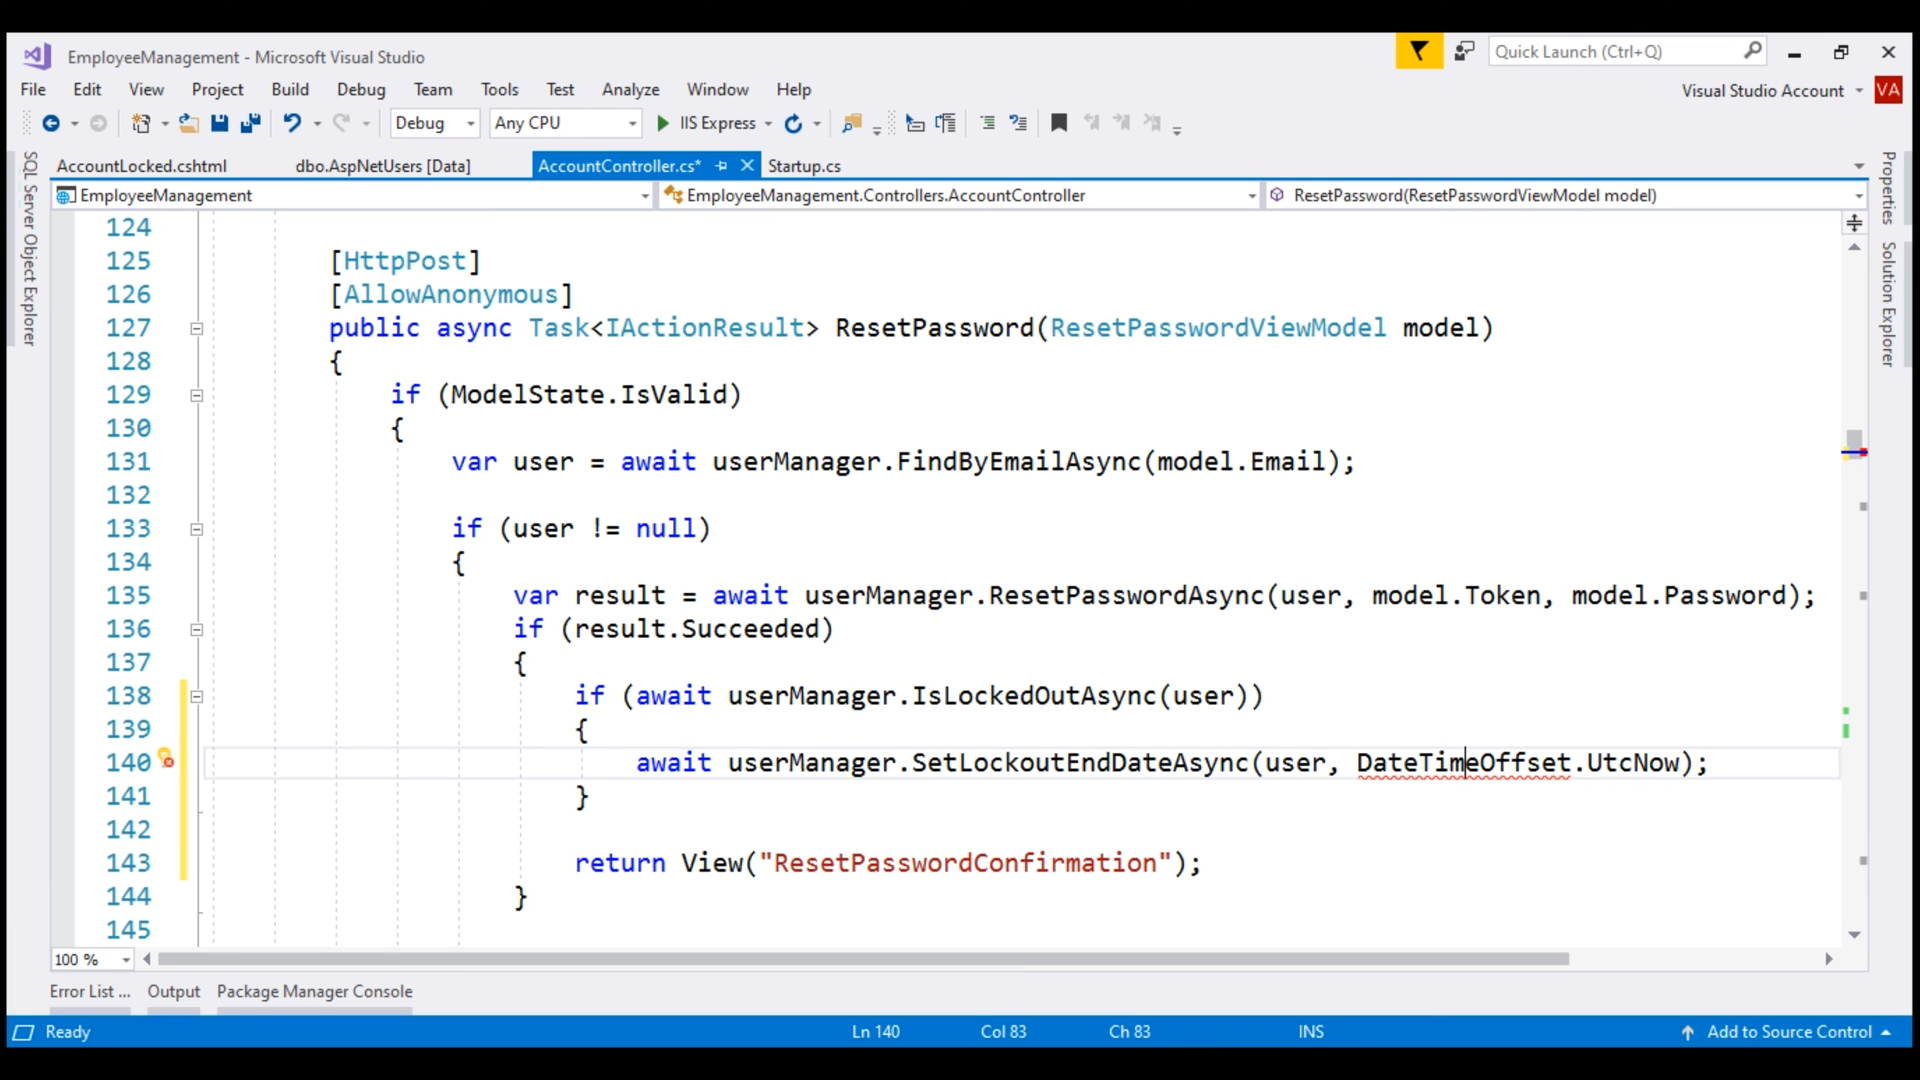 EmployeeManagement - Microsoft Visual Studio
Quick Launch (Ctrl+Q)
File Edit View Project Build Debug Team Tools Test Analyze Window Help
Visual Studio Account VA
Debug Any CPU IIS Express
AccountLocked.cshtml dbo.AspNetUsers [Data] AccountController.cs* Startup.cs
EmployeeManagement EmployeeManagement.Controllers.AccountController ResetPassword(ResetPasswordViewModel model)
SQL Server Object Explorer
Properties
Solution Explorer
124
125 [HttpPost]
126 [AllowAnonymous]
127 public async Task<IActionResult> ResetPassword(ResetPasswordViewModel model)
128 {
129 if (ModelState.IsValid)
130 {
131 var user = await userManager.FindByEmailAsync(model.Email);
132
133 if (user != null)
134 {
135 var result = await userManager.ResetPasswordAsync(user, model.Token, model.Password);
136 if (result.Succeeded)
137 {
138 if (await userManager.IsLockedOutAsync(user))
139 {
140 await userManager.SetLockoutEndDateAsync(user, DateTimeOffset.UtcNow);
141 }
142
143 return View("ResetPasswordConfirmation");
144 }
145
100 %
Error List ... Output Package Manager Console
Ready Ln 140 Col 83 Ch 83 INS Add to Source Control